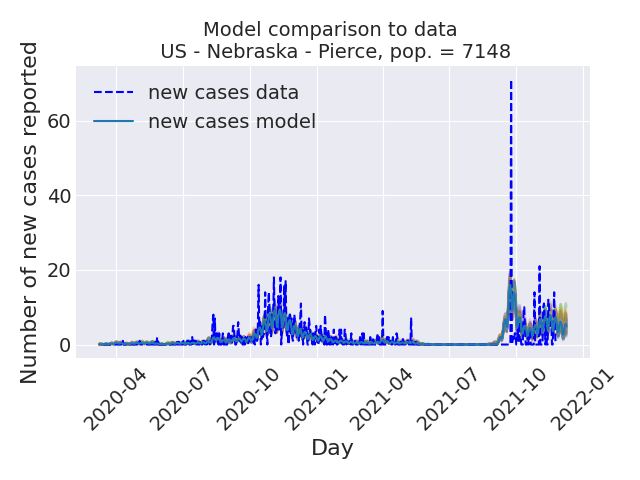 Model comparison to data
US - Nebraska - Pierce, pop. = 7148
new cases data
new cases model
Number of new cases reported
60
40
20
0
2020-04
2020-07
2020-10
2021-01
2021-04
2021-07
2021-10
2022-01
Day